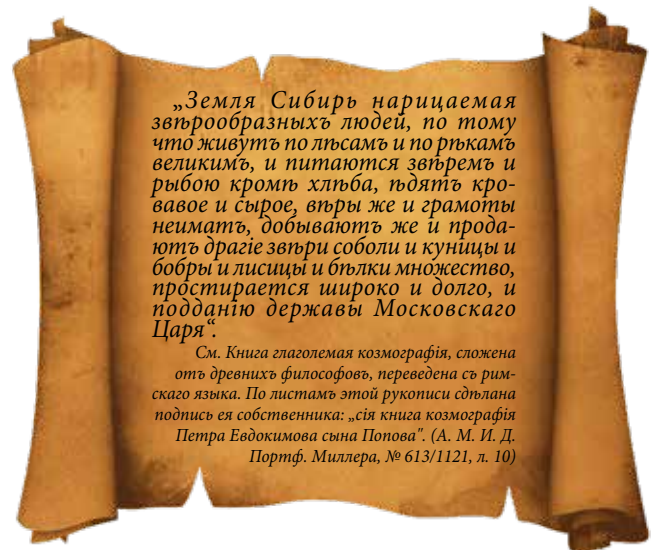 „Земля Сибирь нарицаемая
звѣрообразныхъ людей, по тому
что живутъ по лѣсамъ и по рѣкамъ
великимъ, и питаются звѣремъ и
рыбою кромѣ хлѣба, ѣдятъ кро-
вавое и сырое, вѣры же и грамоты
неиматъ, добываютъ же и прода-
ютъ драгіе звѣри соболи и куницы и
бобры и лисицы и бѣлки множество,
простирается широко и долго, и
подданію державы Московскаго
Царя“.
См. Книга глаголемая козмографія, сложена
отъ древнихъ философовъ, переведена съ рим-
скаго языка. По листамъ этой рукописи сдѣлана
подпись ея собственника: „сія книга козмографія
Петра Евдокимова сына Попова". (А. М. И. Д.
Портф. Миллера, № 613/1121, л. 10)